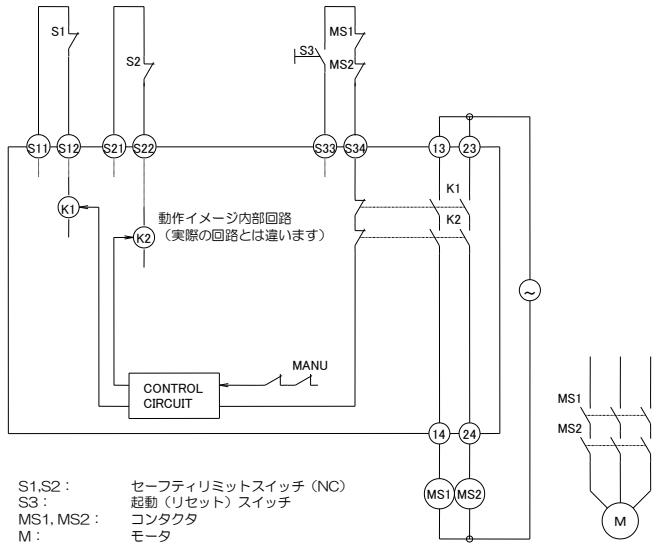 S1
S2
S3
MS1
MS2
S11
S12
S21
S22
S33
S34
13
23
K1
K2
K1
K2
動作イメージ内部回路
（実際の回路とは違います）
～
MANU
CONTROL
CIRCUIT
14
24
MS1
MS2
MS1
MS2
M
S1,S2： セーフティリミットスイッチ（NC）
S3： 起動（リセット）スイッチ
MS1, MS2： コンタクタ
M： モータ